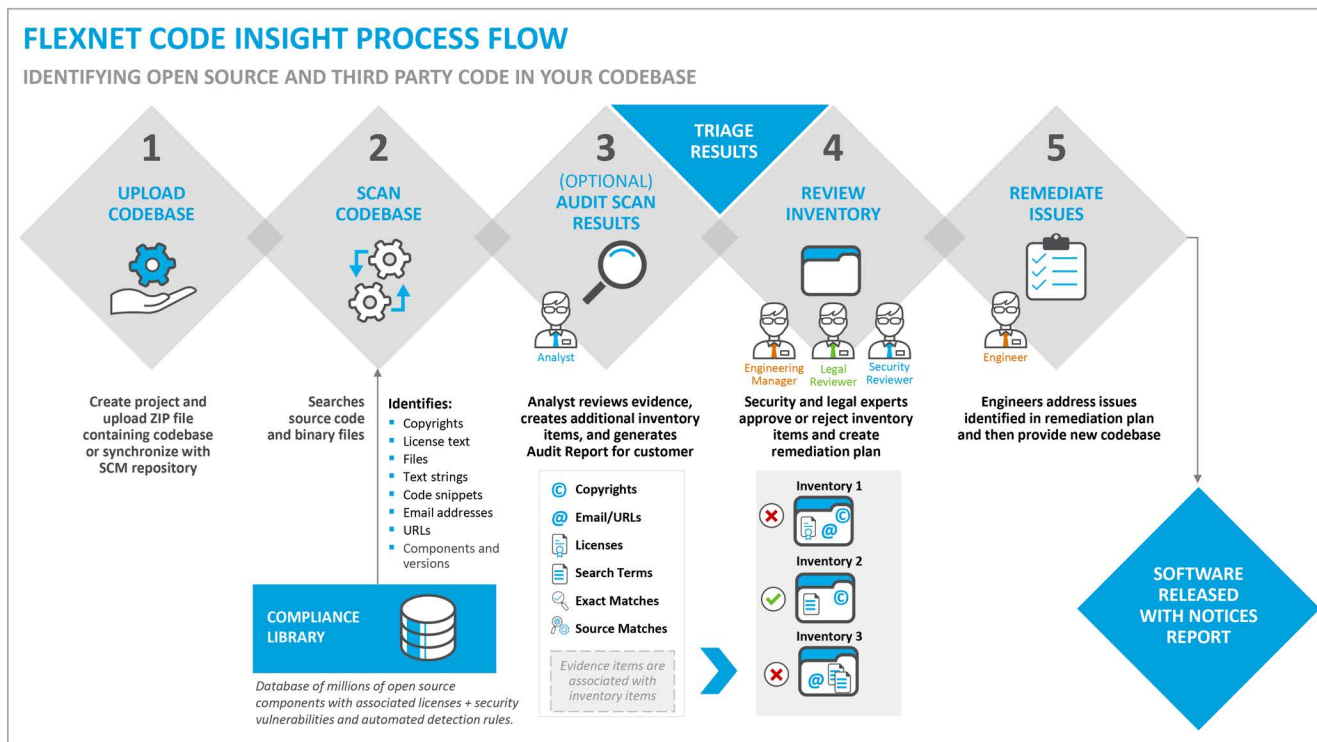 FLEXNET CODE INSIGHT PROCESS FLOW
IDENTIFYING OPEN SOURCE AND THIRD PARTY CODE IN YOUR CODEBASE
1
UPLOAD
CODEBASE
Create project and
upload ZIP file
containing codebase
or synchronize with
SCM repository
2
SCAN
CODEBASE
Searches
source code
and binary files
Identifies:
Copyrights
License text
Files
Text strings
Code snippets
Email addresses
URLs
Components and
versions
COMPLIANCE
LIBRARY
Database of millions of open source
components with associated licenses + security
vulnerabilities and automated detection rules.
3
(OPTIONAL)
AUDIT SCAN
RESULTS
Analyst
Analyst reviews evidence,
creates additional inventory
items, and generates
Audit Report for customer
© Copyrights
@ Email/URLs
Licenses
Search Terms
Exact Matches
Source Matches
Evidence items are
associated with
inventory items
TRIAGE
RESULTS
4
REVIEW
INVENTORY
Engineering
Manager
Legal
Reviewer
Security
Reviewer
Security and legal experts
approve or reject inventory
items and create
remediation plan
Inventory 1
©
@
Inventory 2
©
Inventory 3
@
5
REMEDIATE
ISSUES
Engineer
Engineers address issues
identified in remediation plan
and then provide new codebase
SOFTWARE
RELEASED
WITH NOTICES
REPORT